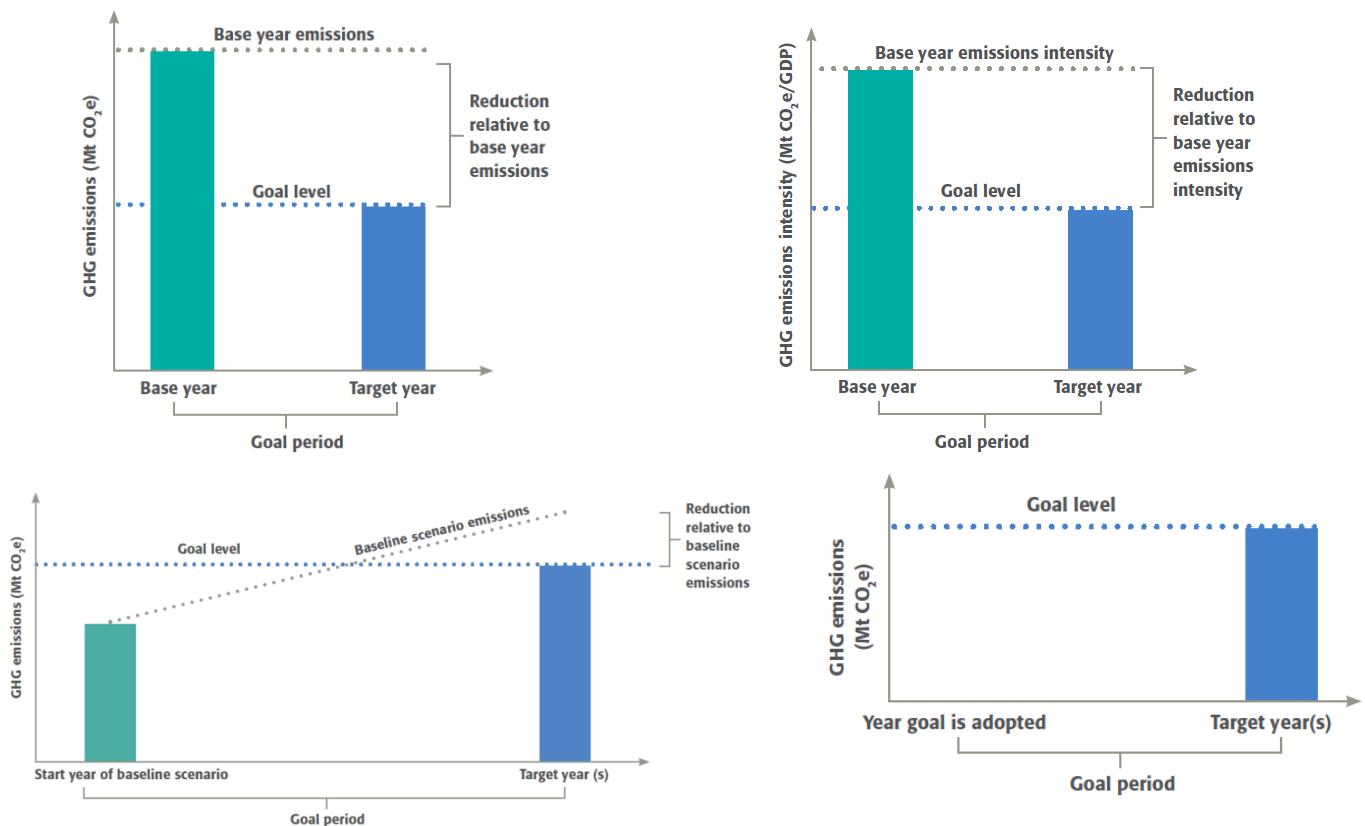 Base year emissions
GHG emissions (Mt CO₂e)
Reduction
relative to
base year
emissions
Goal level
Base year
Target year
Goal period
Base year emissions intensity
GHG emissions intensity (Mt CO₂e/GDP)
Reduction
relative to
base year
emissions
intensity
Goal level
Base year
Target year
Goal period
Baseline scenario emissions
Goal level
GHG emissions (Mt CO₂e)
Reduction
relative to
baseline
scenario
emissions
Start year of baseline scenario
Target year (s)
Goal period
Goal level
GHG emissions
(Mt CO₂e)
Year goal is adopted
Target year(s)
Goal period